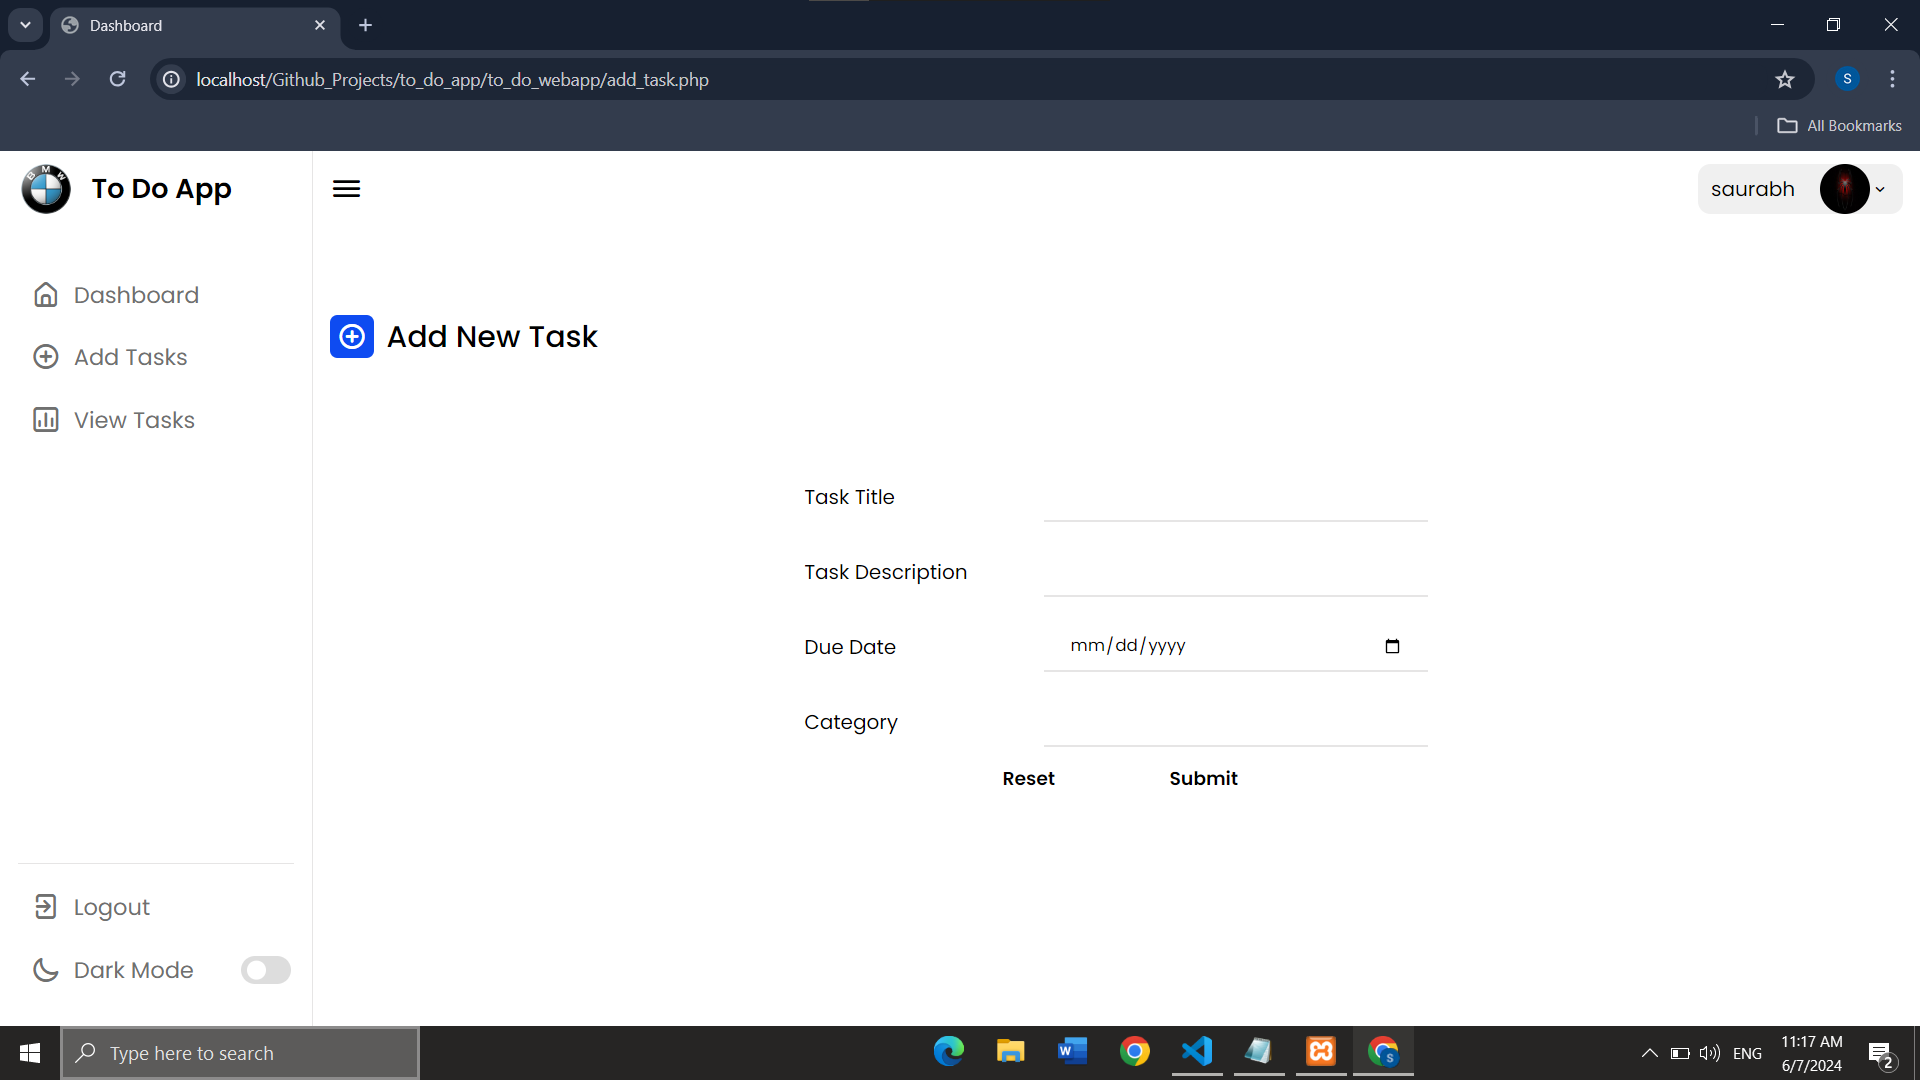 Dashboard
localhost/Github_Projects/to_do_app/to_do_webapp/add_task.php
S
All Bookmarks
BMW
To Do App
saurabh
Dashboard
Add Tasks
View Tasks
Add New Task
Task Title
Task Description
Due Date
mm/dd/yyyy
Category
Reset
Submit
Logout
Dark Mode
Type here to search
W
S
ENG
11:17 AM
6/7/2024
2